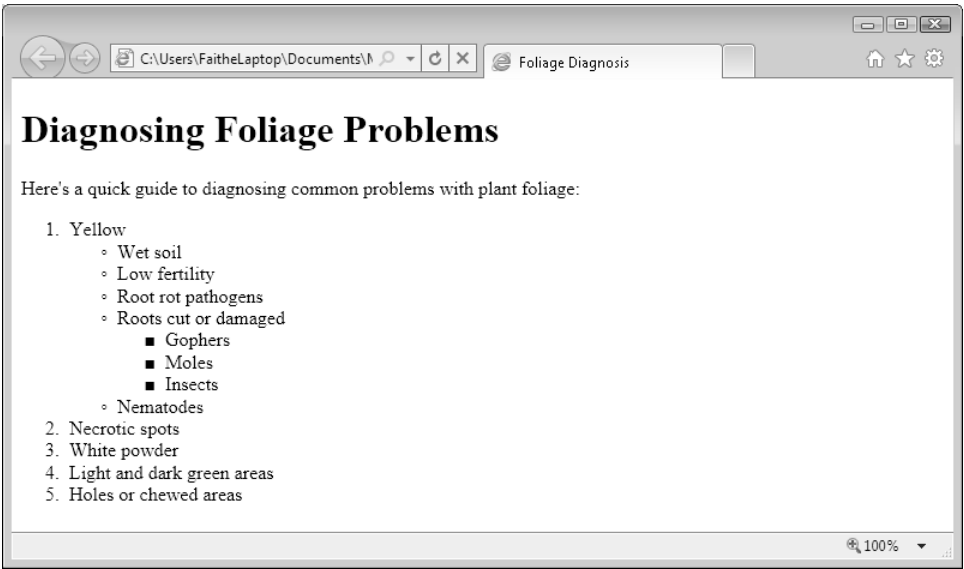 C:\Users\FaitheLaptop\Documents\
Foliage Diagnosis
Diagnosing Foliage Problems
Here's a quick guide to diagnosing common problems with plant foliage:
1. Yellow
◦ Wet soil
◦ Low fertility
◦ Root rot pathogens
◦ Roots cut or damaged
■ Gophers
■ Moles
■ Insects
◦ Nematodes
2. Necrotic spots
3. White powder
4. Light and dark green areas
5. Holes or chewed areas
100%